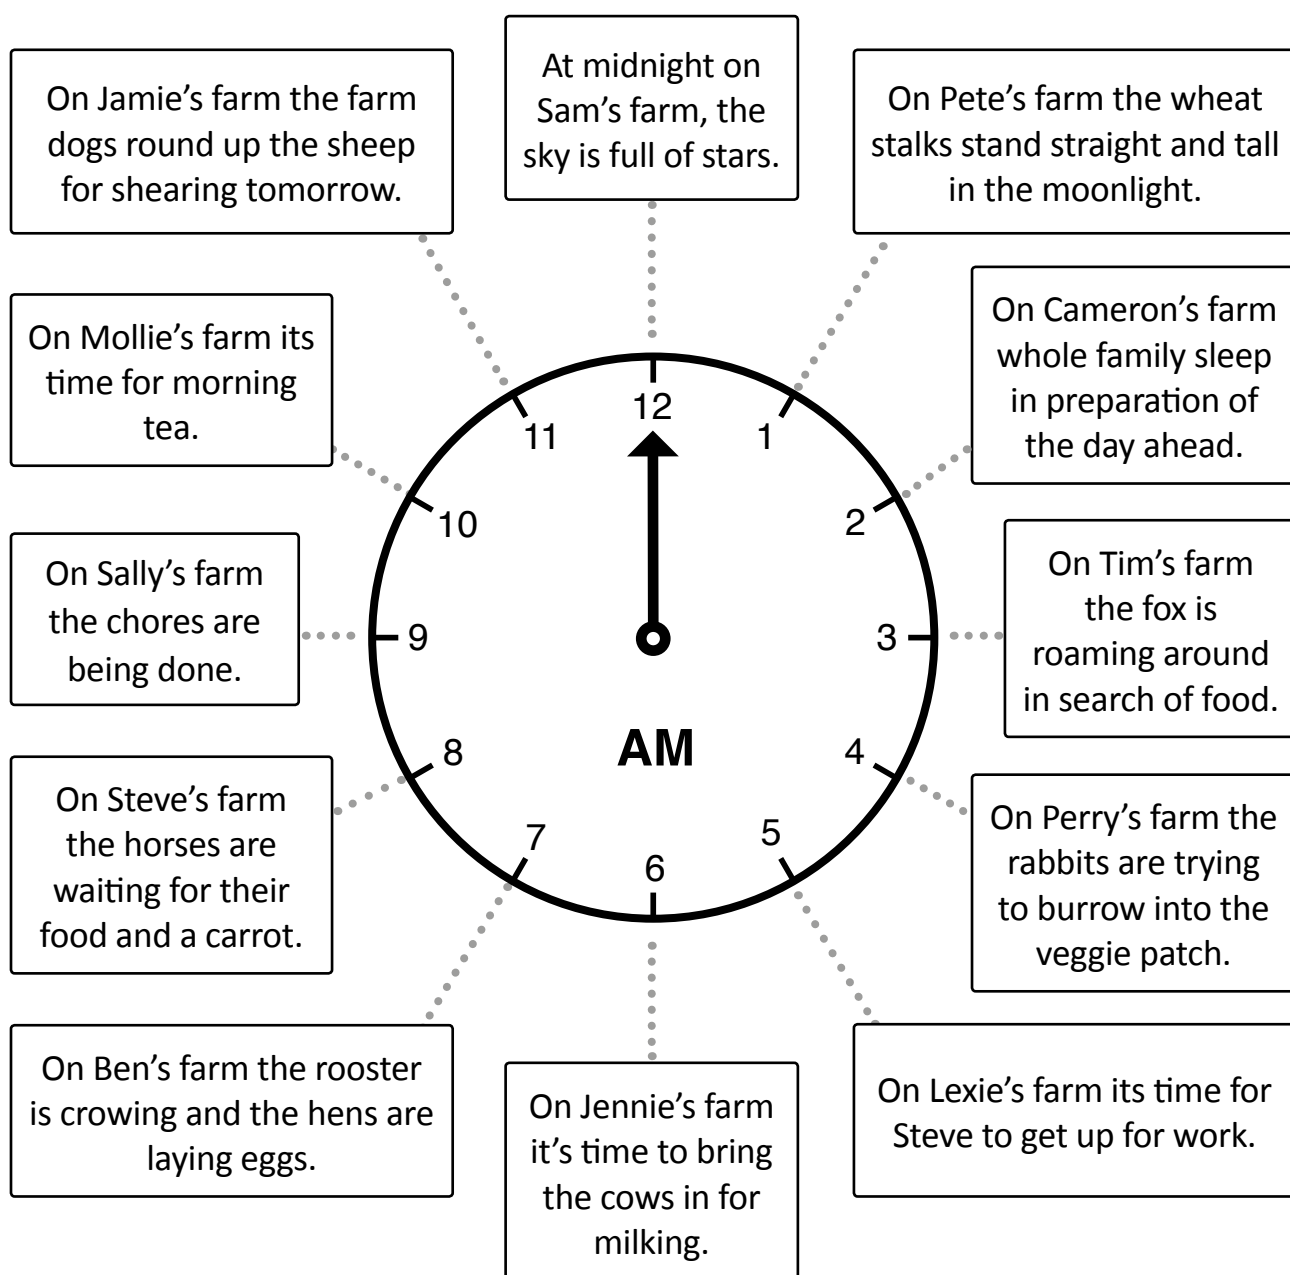 At midnight on
Sam’s farm, the
sky is full of stars.
On Pete’s farm the wheat
stalks stand straight and tall
in the moonlight.
On Cameron’s farm
whole family sleep
in preparation of
the day ahead.
On Tim’s farm
the fox is
roaming around
in search of food.
On Perry’s farm the
rabbits are trying
to burrow into the
veggie patch.
On Lexie’s farm its time for
Steve to get up for work.
On Jennie’s farm
it’s time to bring
the cows in for
milking.
On Ben’s farm the rooster
is crowing and the hens are
laying eggs.
On Steve’s farm
the horses are
waiting for their
food and a carrot.
On Sally’s farm
the chores are
being done.
On Mollie’s farm its
time for morning
tea.
On Jamie’s farm the farm
dogs round up the sheep
for shearing tomorrow.
12
1
2
3
4
5
6
7
8
9
10
11
AM